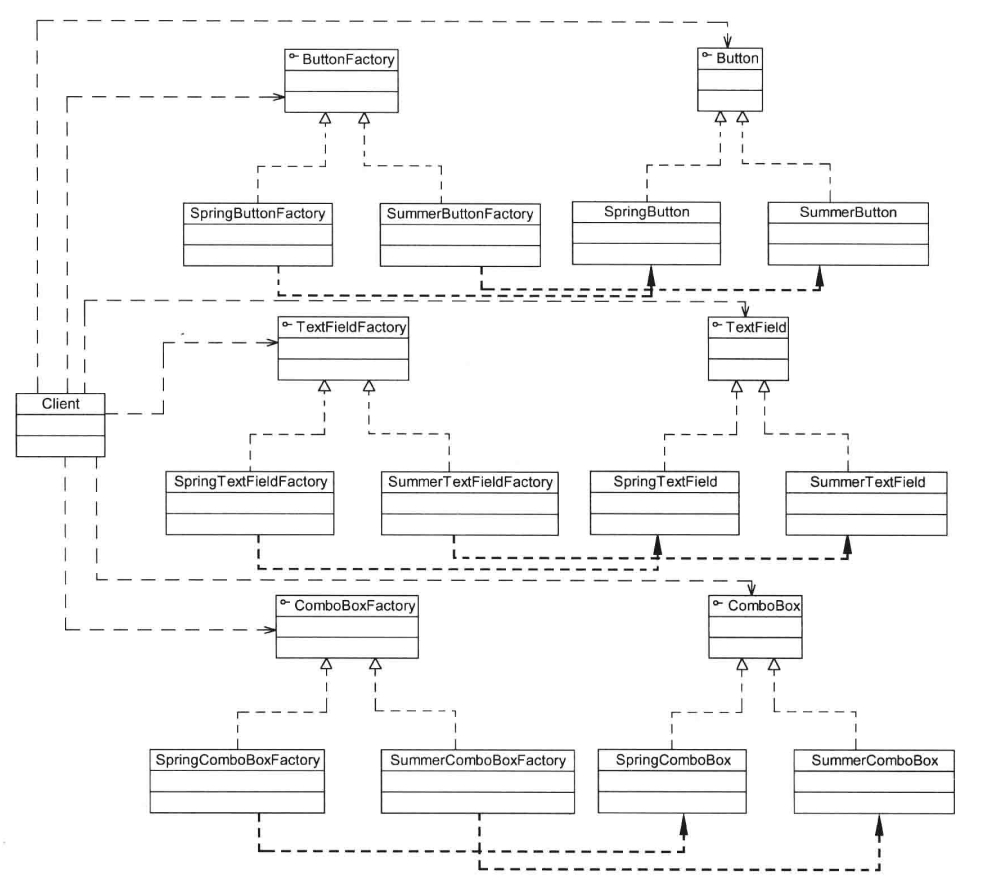 ButtonFactory
Button
SpringButtonFactory
SummerButtonFactory
SpringButton
SummerButton
TextFieldFactory
TextField
Client
SpringTextFieldFactory
SummerTextFieldFactory
SpringTextField
SummerTextField
ComboBoxFactory
ComboBox
SpringComboBoxFactory
SummerComboBoxFactory
SpringComboBox
SummerComboBox